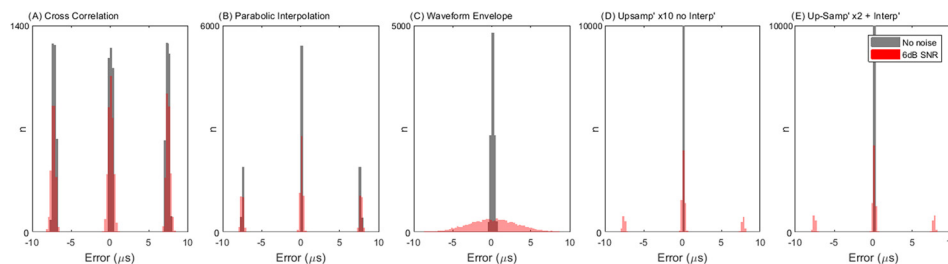 (A) Cross Correlation
(B) Parabolic Interpolation
(C) Waveform Envelope
(D) Upsamp' x10 no Interp'
(E) Up-Samp' x2 + Interp'
1400
6000
5000
10000
10000
No noise
6dB SNR
n
n
n
n
n
0
0
0
0
0
-10 -5 0 5 10
-10 -5 0 5 10
-10 -5 0 5 10
-10 -5 0 5 10
-10 -5 0 5 10
Error (μs)
Error (μs)
Error (μs)
Error (μs)
Error (μs)